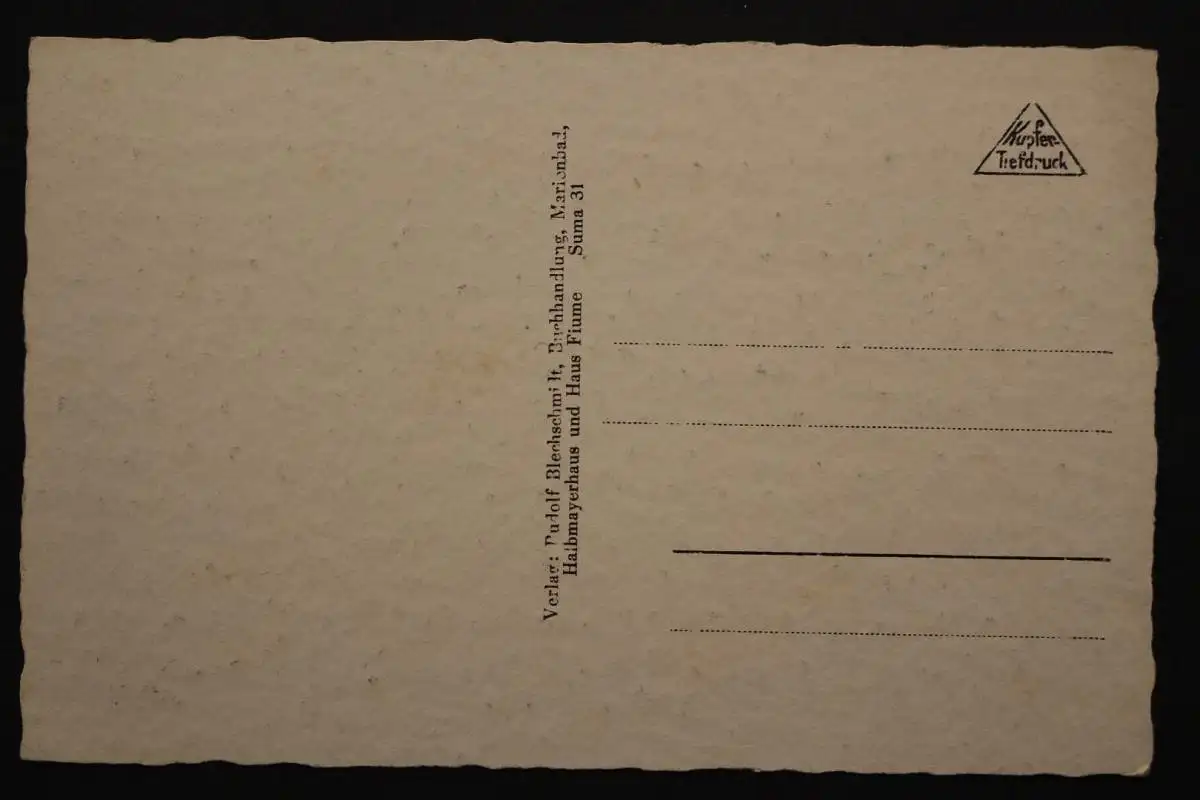 Kupfer-
Tiefdruck
Verlag: Rudolf Blechschmidt, Buchhandlung, Marienbad,
Halbmayerhaus und Haus Fiume Suma 31